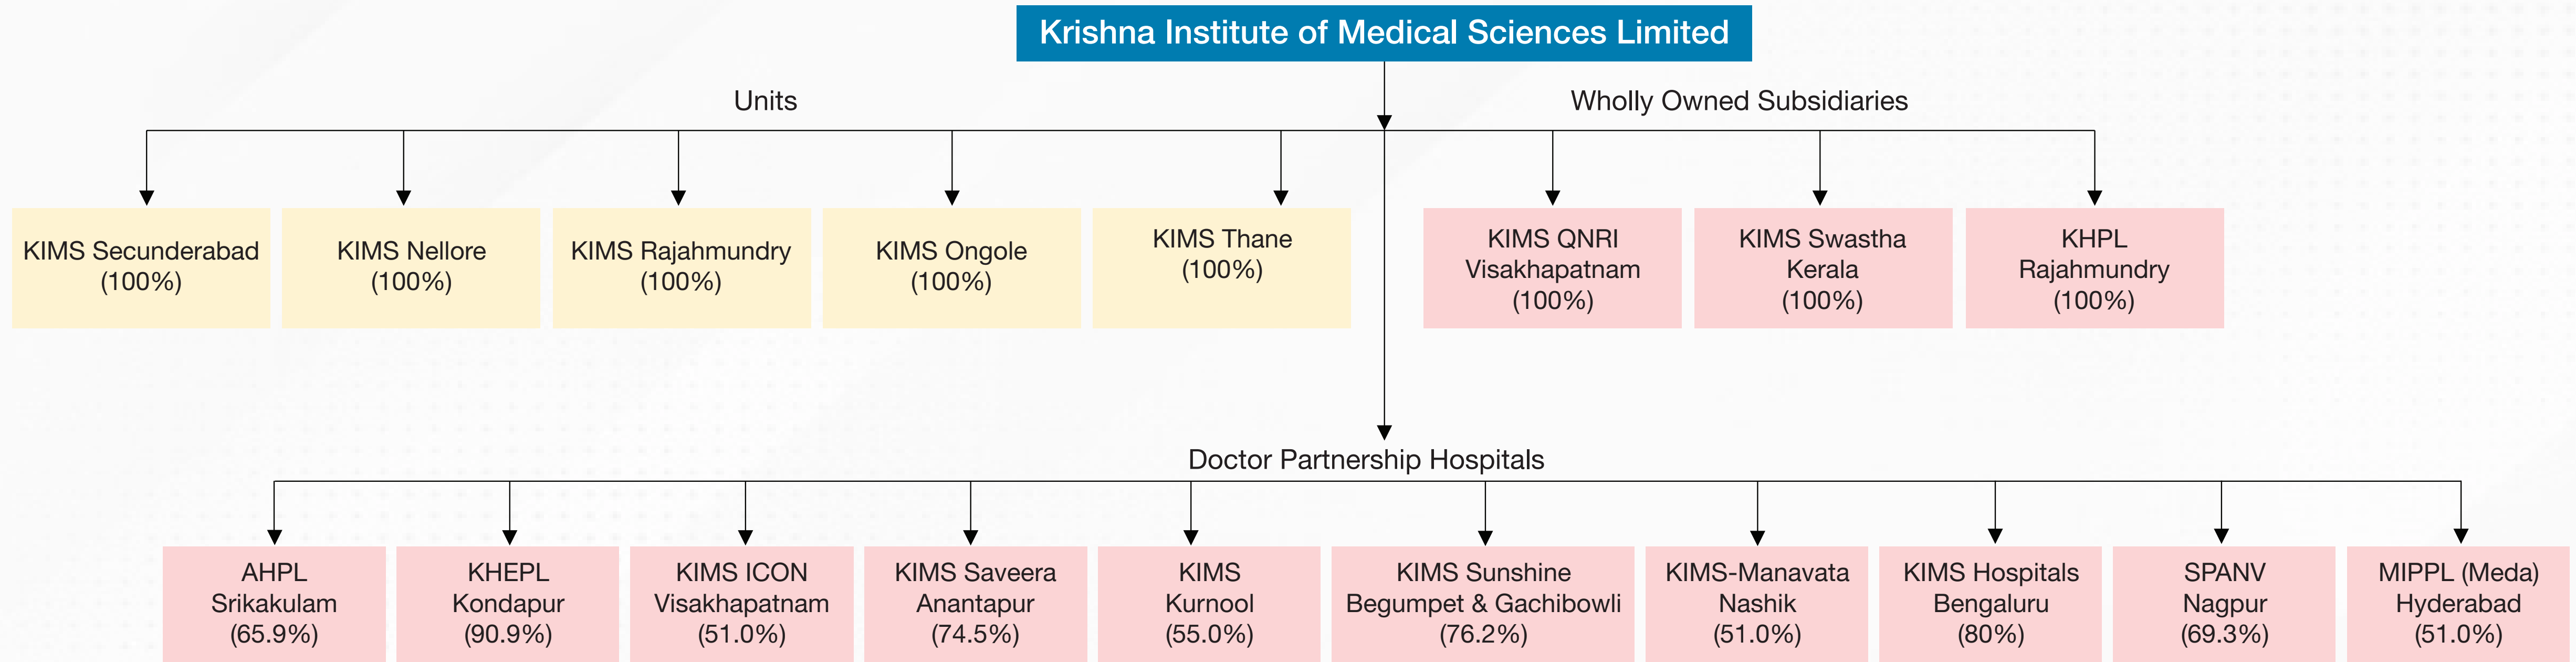 Krishna Institute of Medical Sciences Limited
Units
Wholly Owned Subsidiaries
KIMS Secunderabad
(100%)
KIMS Nellore
(100%)
KIMS Rajahmundry
(100%)
KIMS Ongole
(100%)
KIMS Thane
(100%)
KIMS QNRI
Visakhapatnam
(100%)
KIMS Swastha
Kerala
(100%)
KHPL
Rajahmundry
(100%)
Doctor Partnership Hospitals
AHPL
Srikakulam
(65.9%)
KHEPL
Kondapur
(90.9%)
KIMS ICON
Visakhapatnam
(51.0%)
KIMS Saveera
Anantapur
(74.5%)
KIMS
Kurnool
(55.0%)
KIMS Sunshine
Begumpet & Gachibowli
(76.2%)
KIMS-Manavata
Nashik
(51.0%)
KIMS Hospitals
Bengaluru
(80%)
SPANV
Nagpur
(69.3%)
MIPPL (Meda)
Hyderabad
(51.0%)